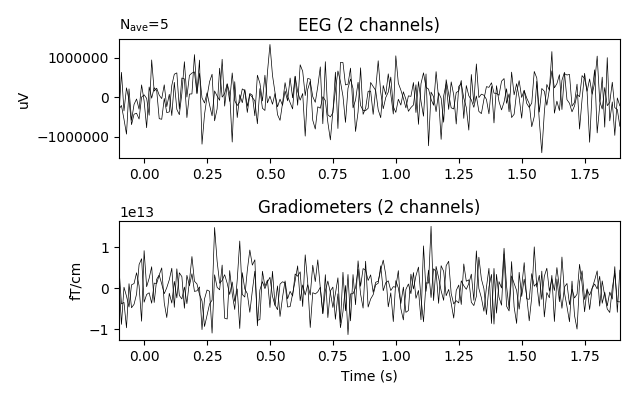 N_ave=5
EEG (2 channels)
1000000
0
−1000000
uV
0.00 0.25 0.50 0.75 1.00 1.25 1.50 1.75
1e13
Gradiometers (2 channels)
1
0
−1
fT/cm
0.00 0.25 0.50 0.75 1.00 1.25 1.50 1.75
Time (s)